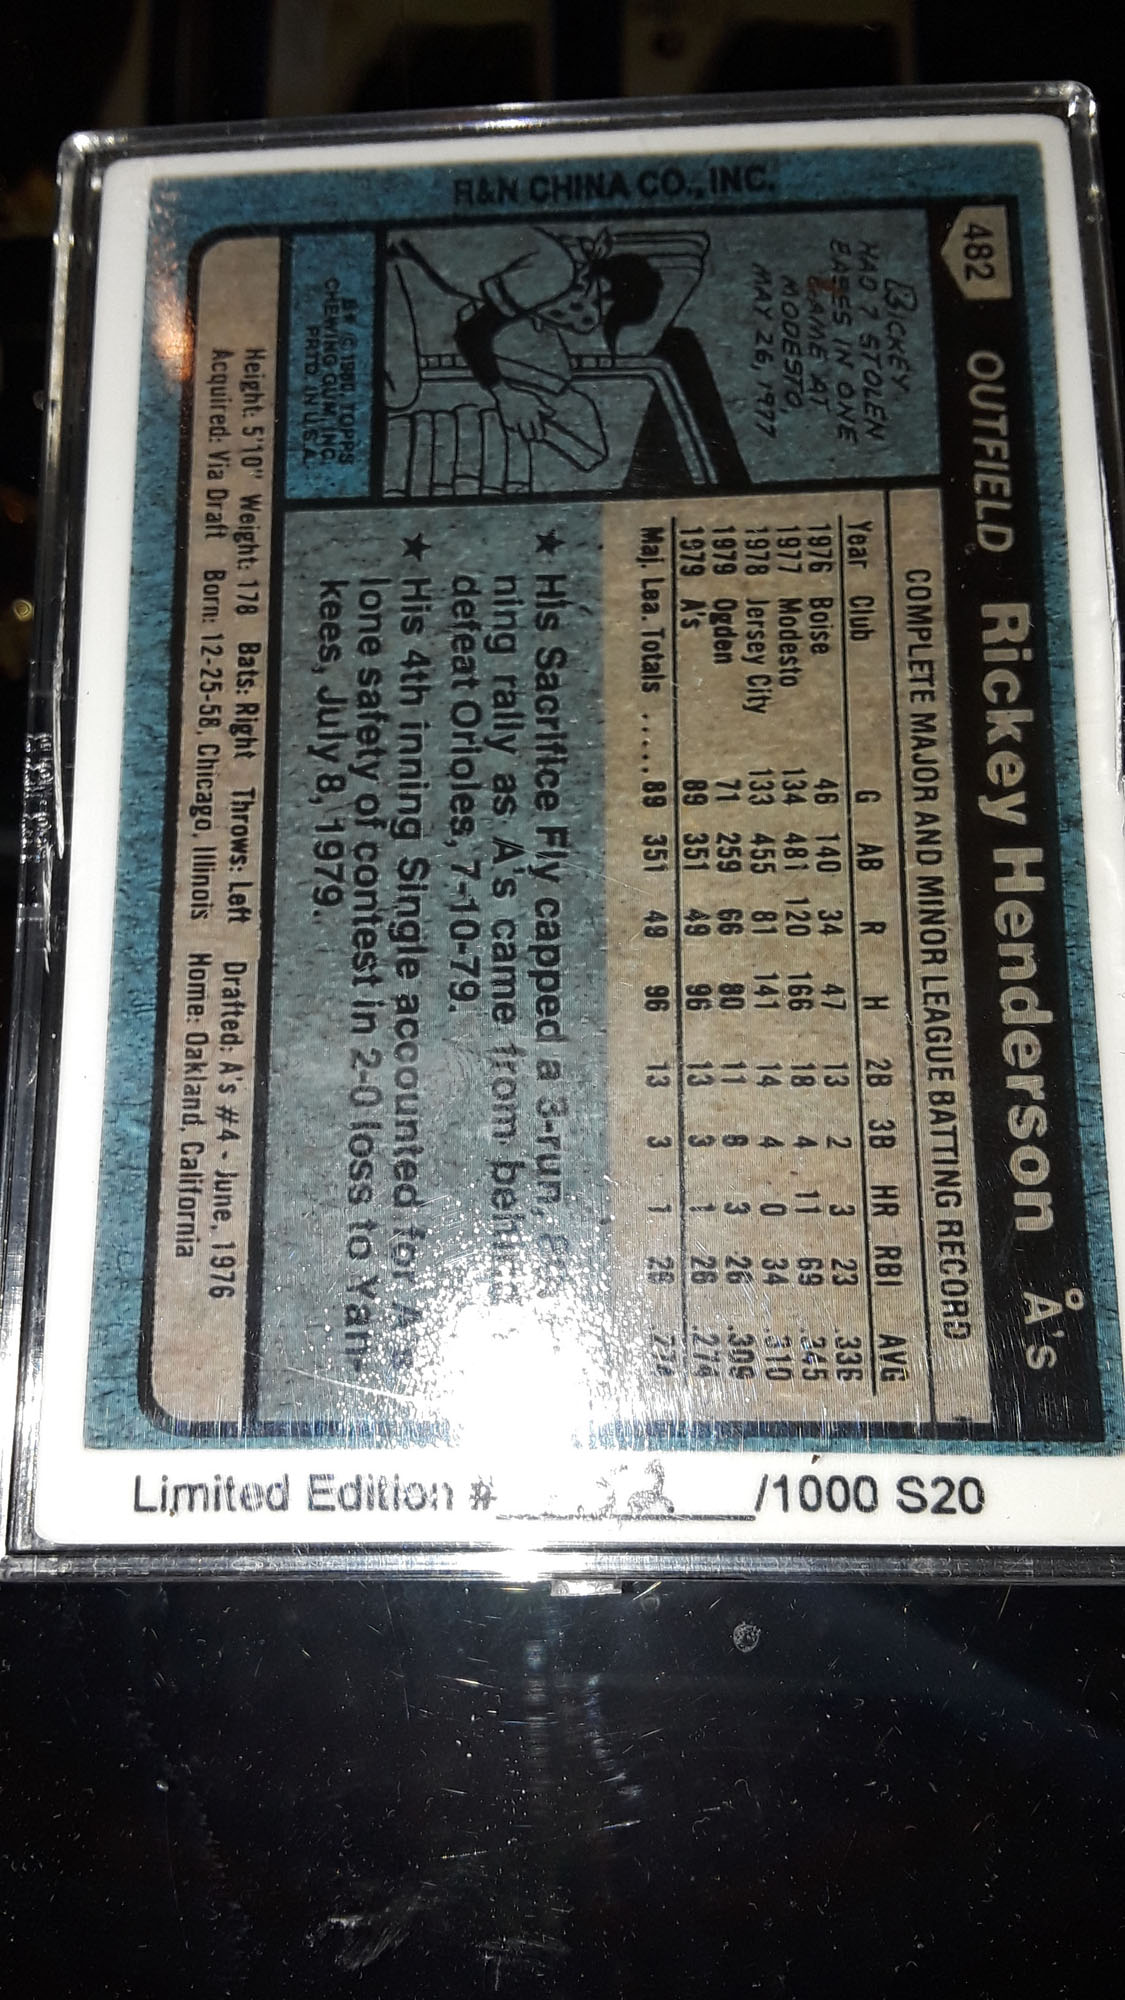 R&N CHINA CO., INC.
482 OUTFIELD Rickey Henderson A's
RICKEY
HAD 7 STOLEN
BASES IN ONE
GAME AT
MODESTO,
MAY 26, 1977
A★ © 1980 TOPPS
CHEWING GUM, INC.
PRTD. IN U.S.A.
COMPLETE MAJOR AND MINOR LEAGUE BATTING RECORD
Year Club G AB R H 2B 3B HR RBI AVG
1976 Boise 46 140 34 47 13 2 3 23 .336
1977 Modesto 134 481 120 166 18 4 11 69 .345
1978 Jersey City 133 455 81 141 14 4 0 34 .310
1979 Ogden 71 259 66 80 11 8 3 26 .309
1979 A's 89 351 49 96 13 3 1 26 .274
Maj. Lea. Totals .....89 351 49 96 13 3 1 26 .274
★ His Sacrifice Fly capped a 3-run,
ning rally as A's came from behind
defeat Orioles, 7-10-79.
★ His 4th inning Single accounted for A's
lone safety of contest in 2-0 loss to Yan-
kees, July 8, 1979.
Height: 5'10" Weight: 178 Bats: Right Throws: Left Drafted: A's #4 - June, 1976
Acquired: Via Draft Born: 12-25-58, Chicago, Illinois Home: Oakland, California
Limited Edition # /1000 S20